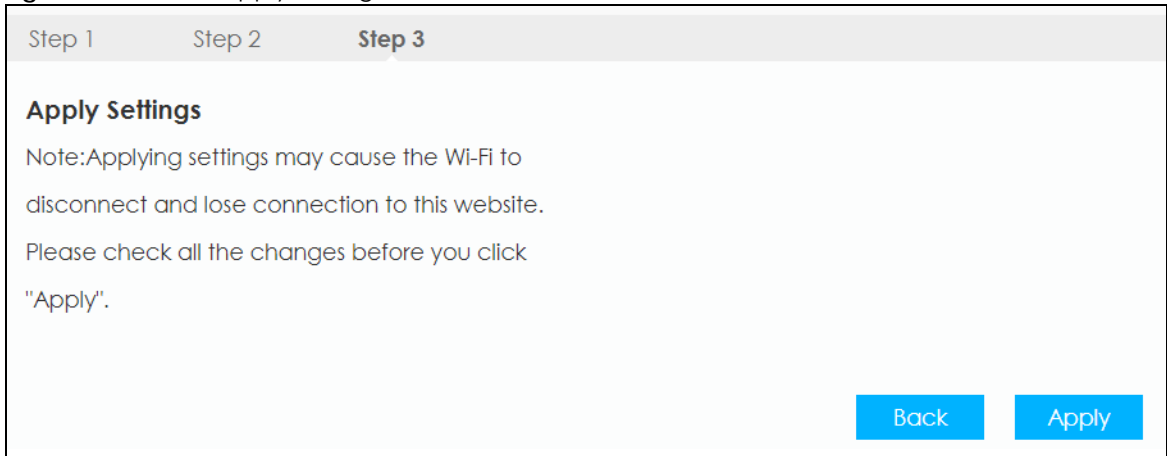 Step 1 Step 2 Step 3
Apply Settings
Note:Applying settings may cause the Wi-Fi to
disconnect and lose connection to this website.
Please check all the changes before you click
"Apply".
Back Apply